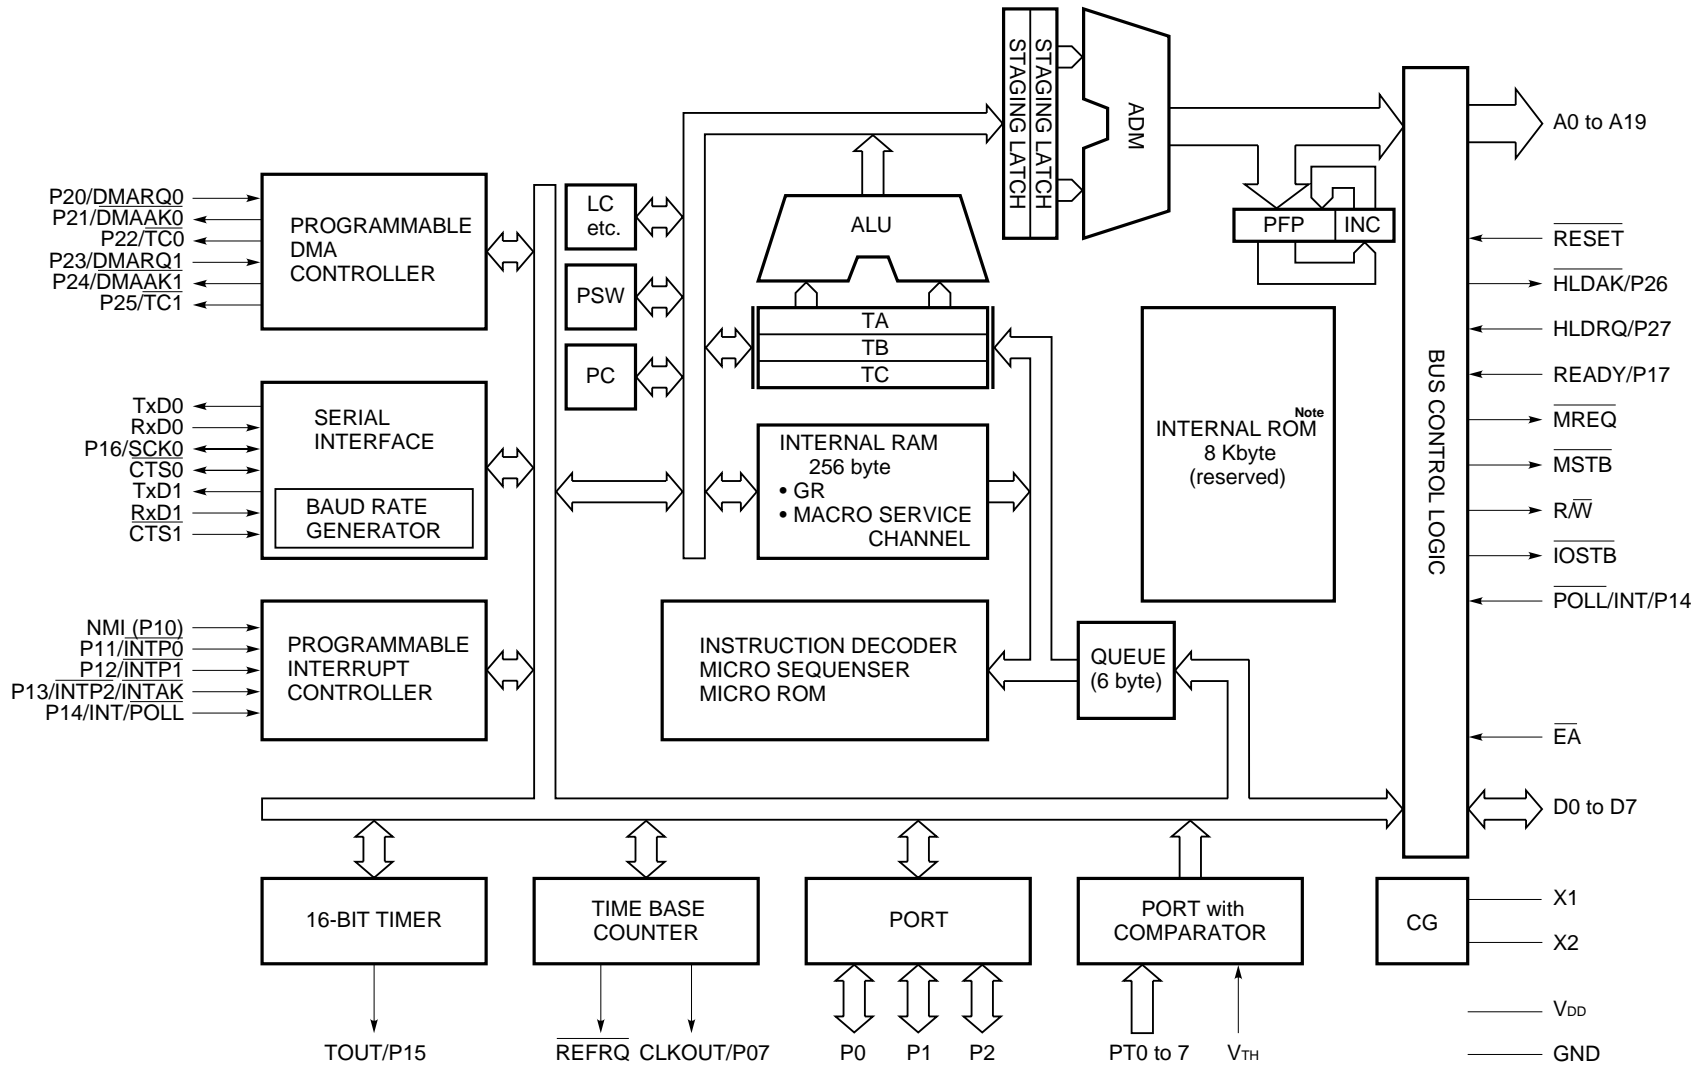 P20/DMARQ0
P21/DMAAK0
P22/TC0
P23/DMARQ1
P24/DMAAK1
P25/TC1
PROGRAMMABLE
DMA
CONTROLLER
TxD0
RxD0
P16/SCK0
CTS0
TxD1
RxD1
CTS1
SERIAL
INTERFACE
BAUD RATE
GENERATOR
NMI (P10)
P11/INTP0
P12/INTP1
P13/INTP2/INTAK
P14/INT/POLL
PROGRAMMABLE
INTERRUPT
CONTROLLER
LC
etc.
PSW
PC
ALU
TA
TB
TC
INTERNAL RAM
256 byte
• GR
• MACRO SERVICE
CHANNEL
INSTRUCTION DECODER
MICRO SEQUENSER
MICRO ROM
QUEUE
(6 byte)
STAGING LATCH
STAGING LATCH
ADM
PFP
INC
INTERNAL ROM Note
8 Kbyte
(reserved)
BUS CONTROL LOGIC
A0 to A19
RESET
HLDAK/P26
HLDRQ/P27
READY/P17
MREQ
MSTB
R/W
IOSTB
POLL/INT/P14
EA
D0 to D7
16-BIT TIMER
TOUT/P15
TIME BASE
COUNTER
REFRQ
CLKOUT/P07
PORT
P0
P1
P2
PORT with
COMPARATOR
PT0 to 7
VTH
CG
X1
X2
VDD
GND